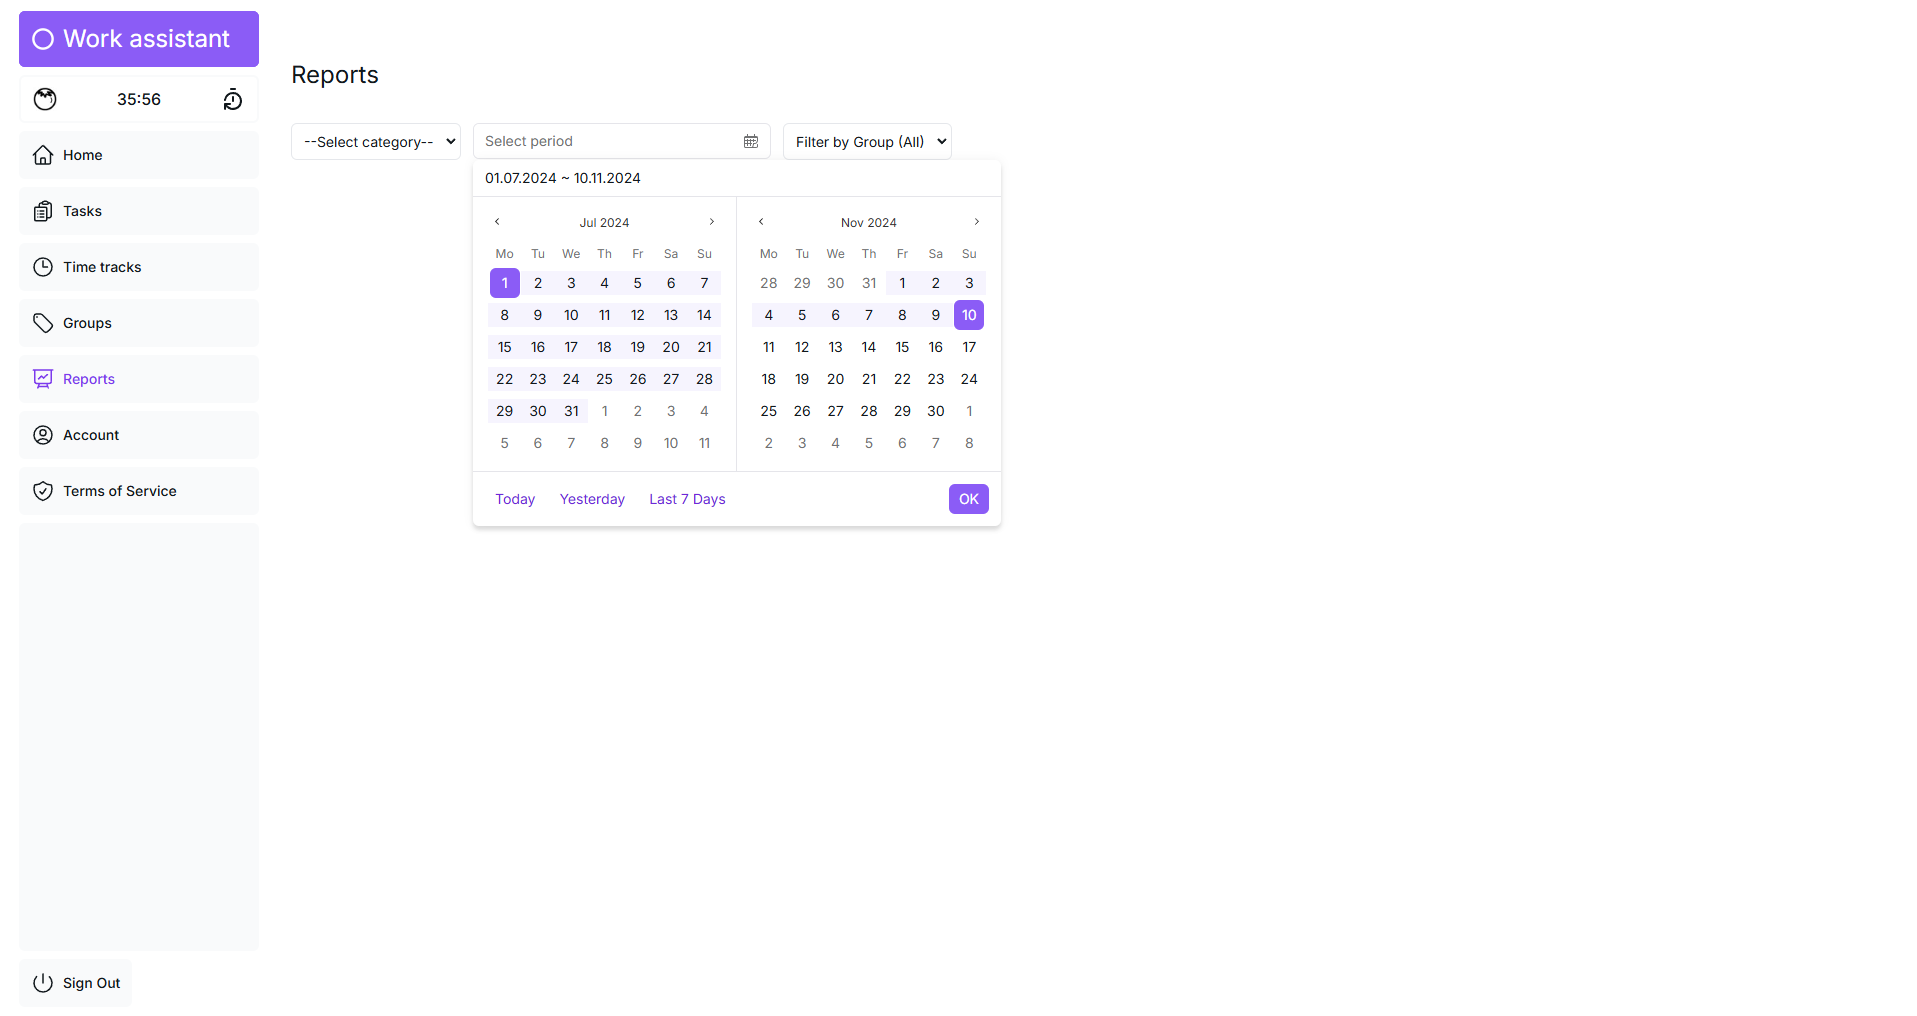 Work assistant
35:56
Home
Tasks
Time tracks
Groups
Reports
Account
Terms of Service
Sign Out
Reports
--Select category--
Select period
Filter by Group (All)
01.07.2024 ~ 10.11.2024
Jul 2024
Mo Tu We Th Fr Sa Su
1 2 3 4 5 6 7
8 9 10 11 12 13 14
15 16 17 18 19 20 21
22 23 24 25 26 27 28
29 30 31 1 2 3 4
5 6 7 8 9 10 11
Nov 2024
Mo Tu We Th Fr Sa Su
28 29 30 31 1 2 3
4 5 6 7 8 9 10
11 12 13 14 15 16 17
18 19 20 21 22 23 24
25 26 27 28 29 30 1
2 3 4 5 6 7 8
Today Yesterday Last 7 Days OK